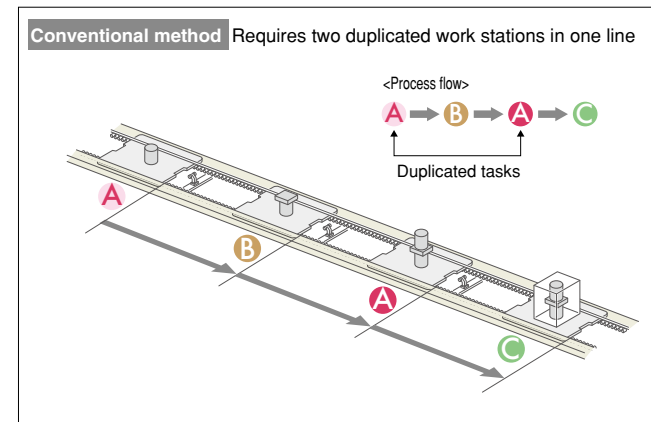 Conventional method Requires two duplicated work stations in one line
<Process flow>
A B A C
Duplicated tasks
A
B
A
C